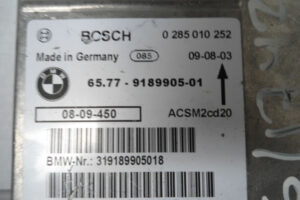 BOSCH 0 285 010 252
Made in Germany 085 09-08-03
65.77 - 9189905-01
08-09-450 ACSM2cd20
BMW-Nr.: 319189905018